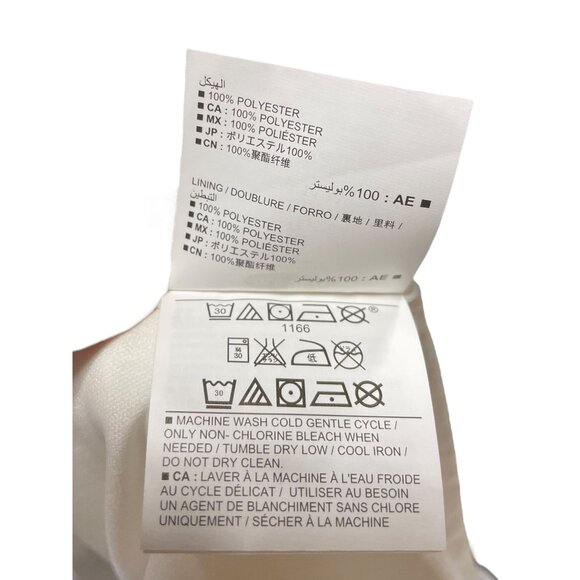 الهيكل
■ 100% POLYESTER
■ CA : 100% POLYESTER
■ MX : 100% POLIÉSTER
■ JP : ポリエステル100%
■ CN : 100%聚酯纤维
■ AE : 100% بوليستر
LINING / DOUBLURE / FORRO / 裏地 / 里料 /
التبطين
■ 100% POLYESTER
■ CA : 100% POLYESTER
■ MX : 100% POLIÉSTER
■ JP : ポリエステル100%
■ CN : 100%聚酯纤维
■ AE : 100% بوليستر
30 ®
1166
30 低
30
■ MACHINE WASH COLD GENTLE CYCLE /
ONLY NON- CHLORINE BLEACH WHEN
NEEDED / TUMBLE DRY LOW / COOL IRON /
DO NOT DRY CLEAN.
■ CA : LAVER À LA MACHINE À L'EAU FROIDE
AU CYCLE DÉLICAT / UTILISER AU BESOIN
UN AGENT DE BLANCHIMENT SANS CHLORE
UNIQUEMENT / SÉCHER À LA MACHINE